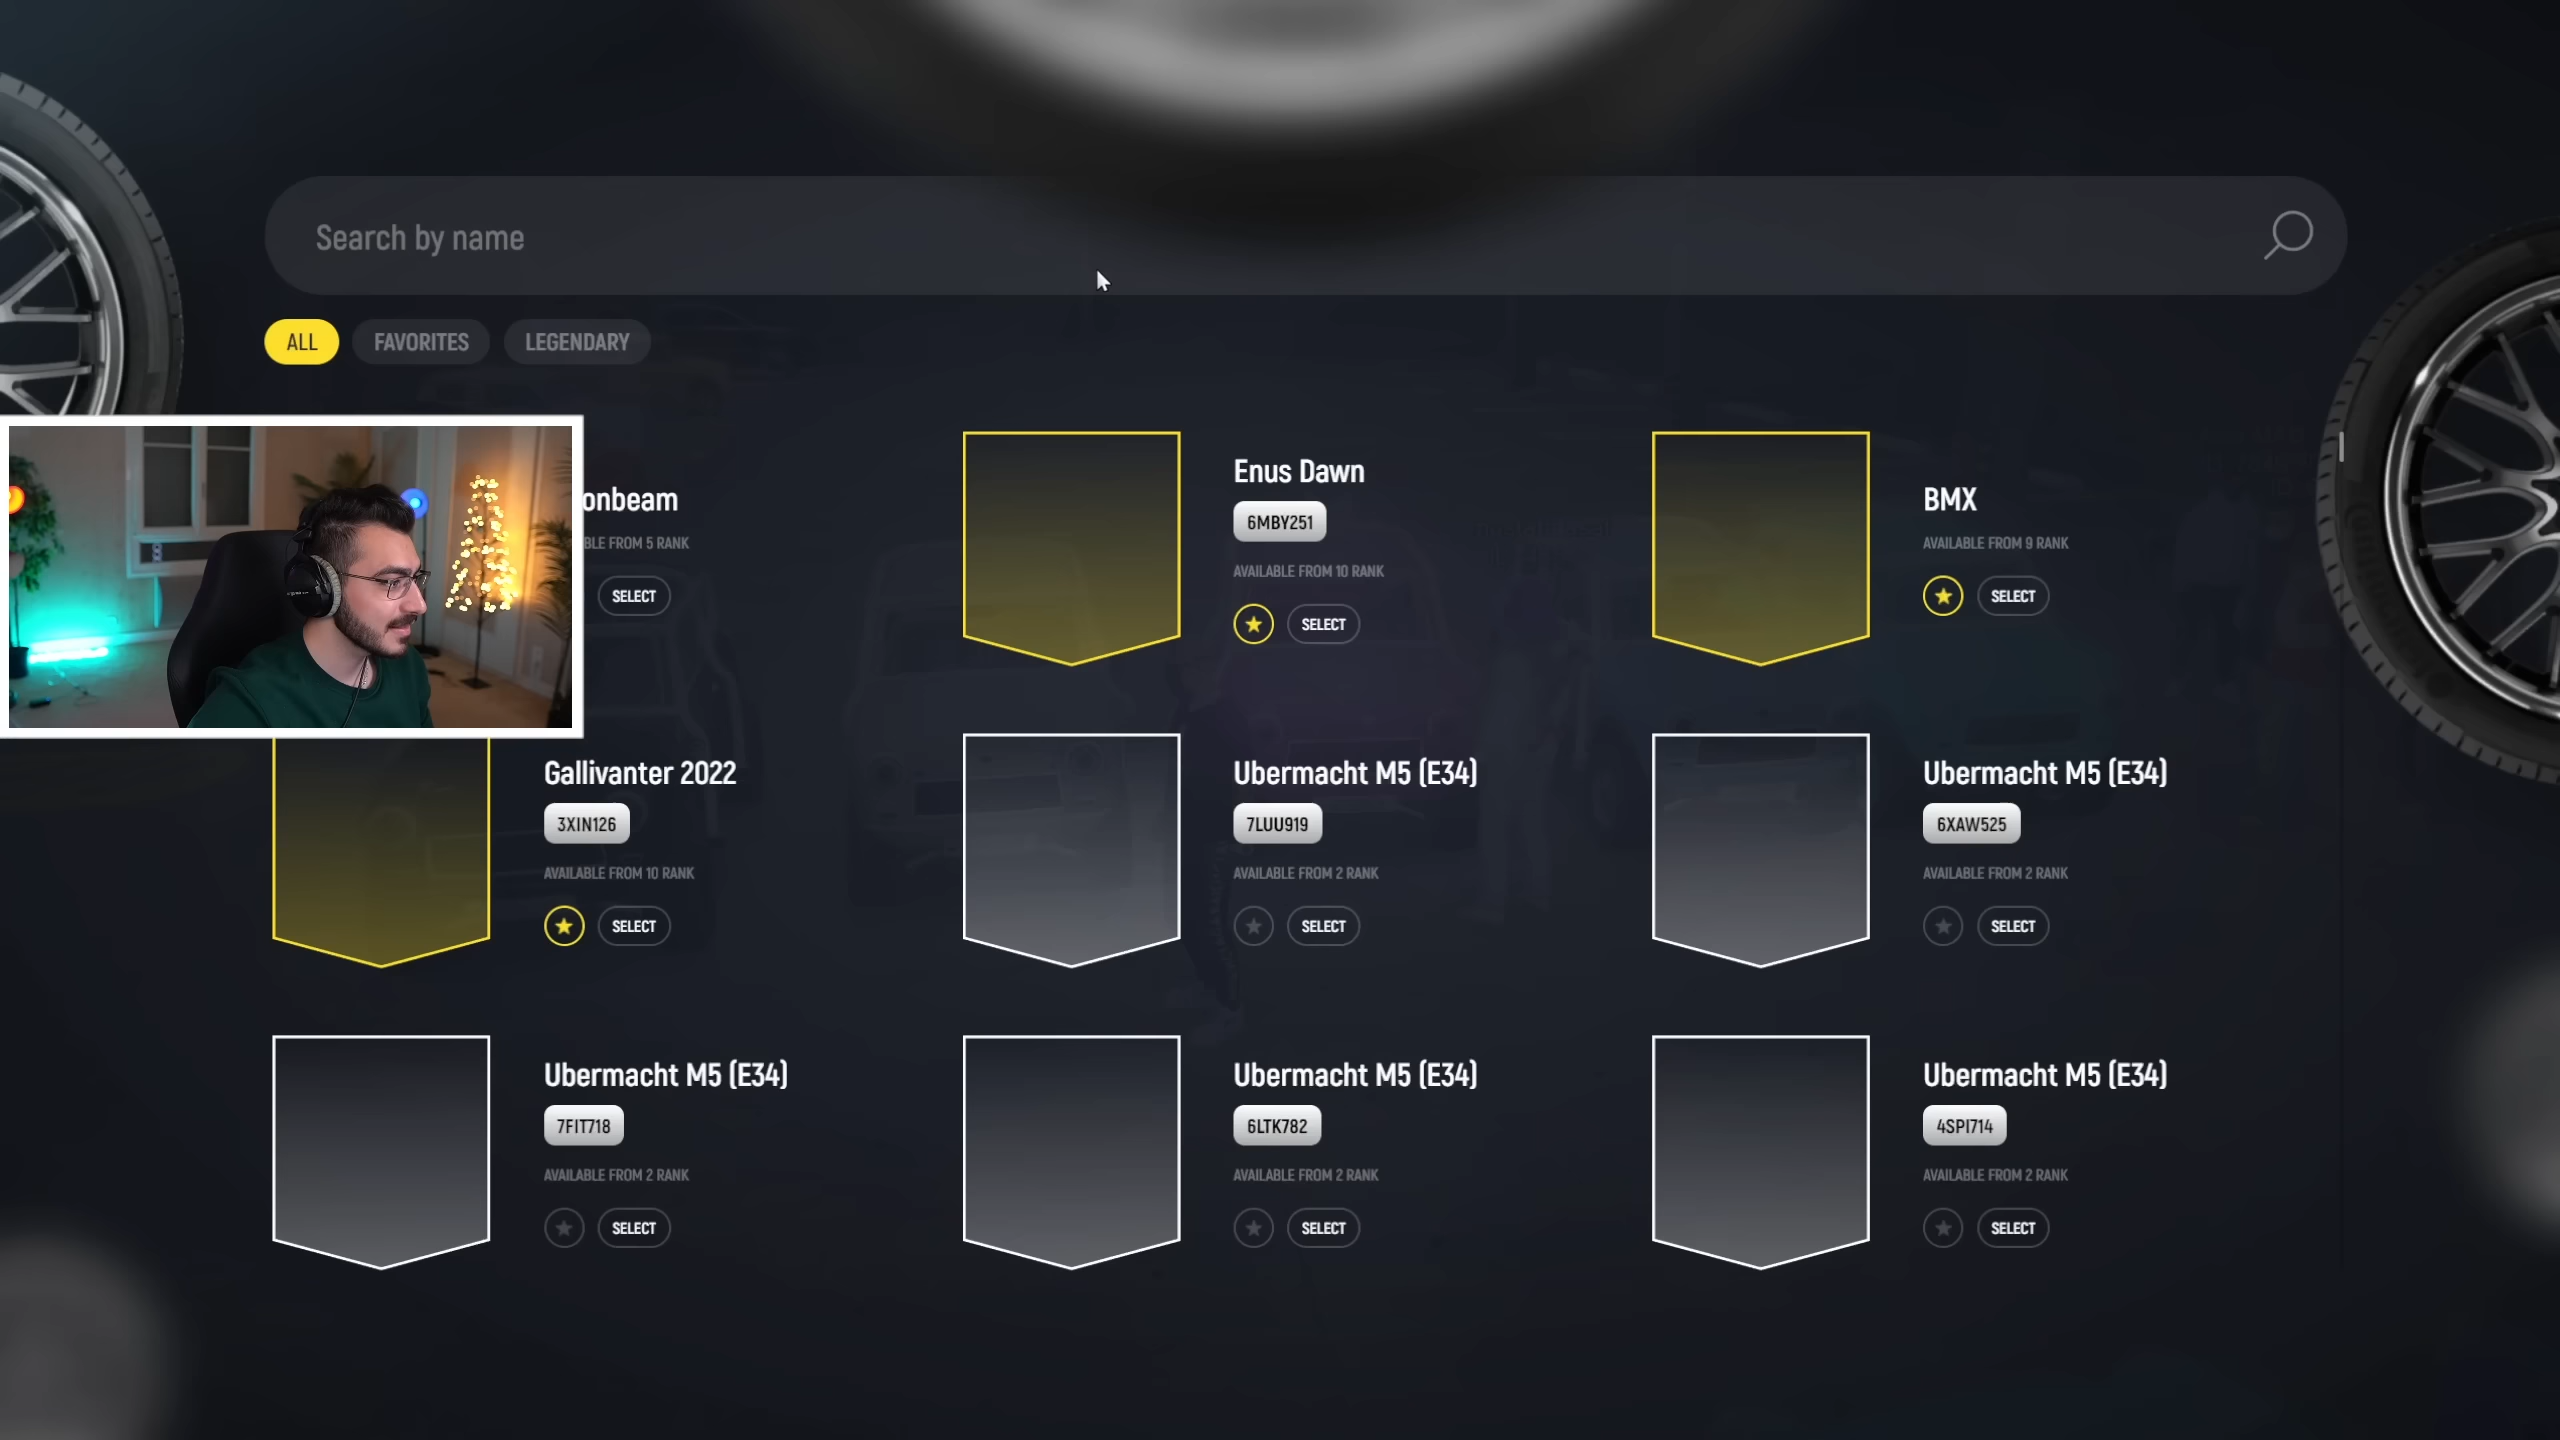 Search by name
ALL
FAVORITES
LEGENDARY
onbeam
BLE FROM 5 RANK
SELECT
Enus Dawn
6MBY251
AVAILABLE FROM 10 RANK
SELECT
BMX
AVAILABLE FROM 9 RANK
SELECT
Gallivanter 2022
3XIN126
AVAILABLE FROM 10 RANK
SELECT
Ubermacht M5 (E34)
7LUU919
AVAILABLE FROM 2 RANK
SELECT
Ubermacht M5 (E34)
6XAW525
AVAILABLE FROM 2 RANK
SELECT
Ubermacht M5 (E34)
7FIT718
AVAILABLE FROM 2 RANK
SELECT
Ubermacht M5 (E34)
6LTK782
AVAILABLE FROM 2 RANK
SELECT
Ubermacht M5 (E34)
4SPI714
AVAILABLE FROM 2 RANK
SELECT